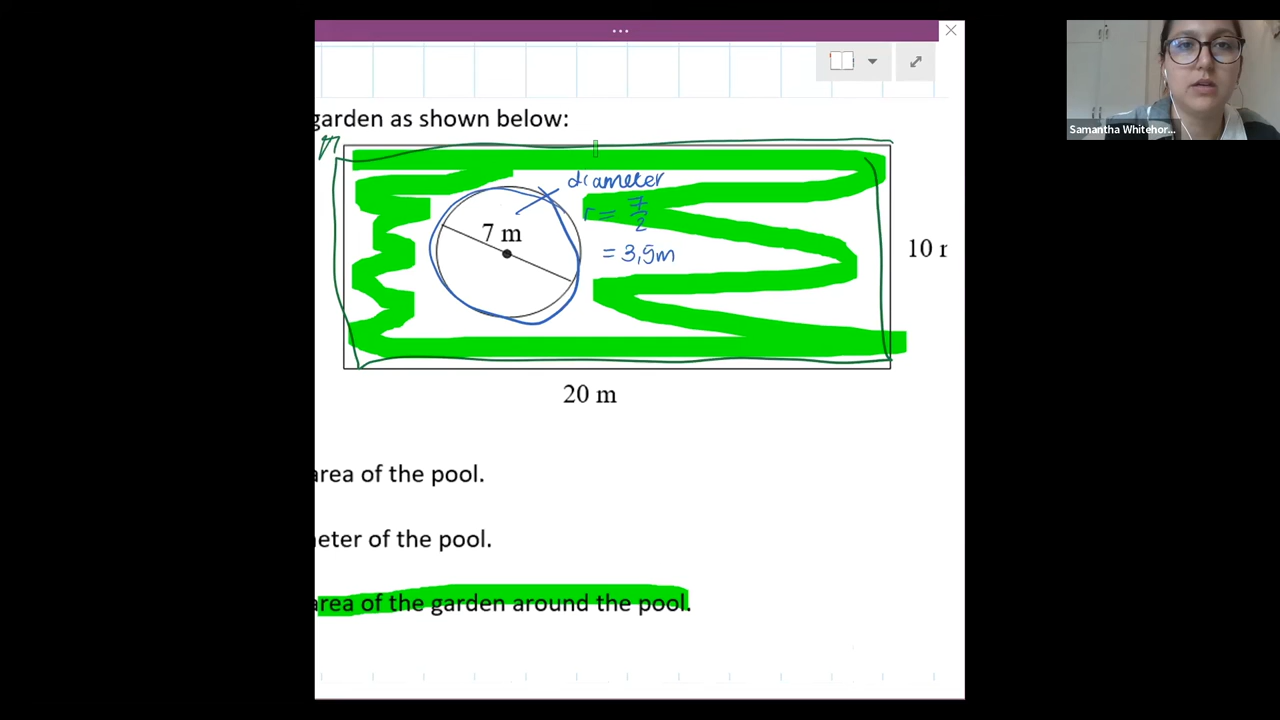 garden as shown below:
diameter
r = 7/2
7 m
= 3,5m
10
20 m
area of the pool.
eter of the pool.
area of the garden around the pool.
Samantha Whitehor...